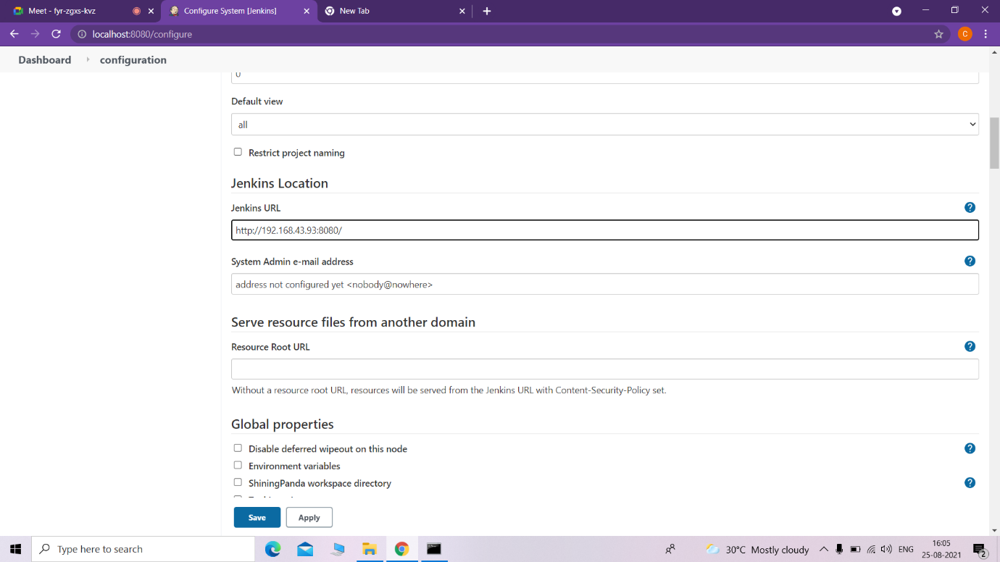 Meet - fyr-zgxs-kvz
Configure System [Jenkins]
New Tab
localhost:8080/configure
C
Dashboard
configuration
0
Default view
all
Restrict project naming
Jenkins Location
Jenkins URL
?
http://192.168.43.93:8080/
System Admin e-mail address
?
address not configured yet <nobody@nowhere>
Serve resource files from another domain
Resource Root URL
?
Without a resource root URL, resources will be served from the Jenkins URL with Content-Security-Policy set.
Global properties
Disable deferred wipeout on this node
?
Environment variables
ShiningPanda workspace directory
?
Save
Apply
Type here to search
30°C Mostly cloudy
ENG
16:05
25-08-2021
2